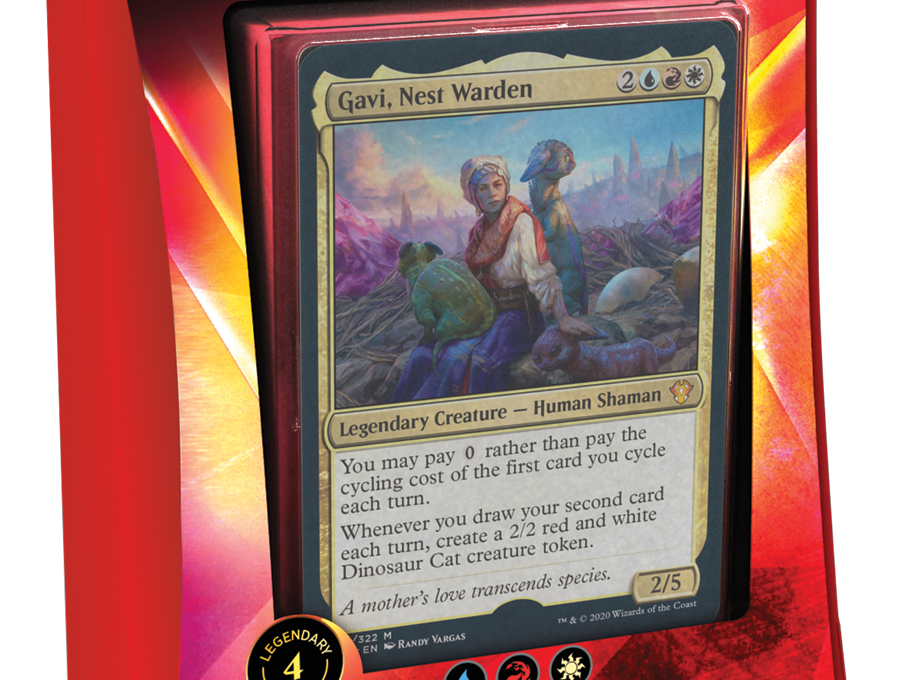 Gavi, Nest Warden
2
Legendary Creature — Human Shaman
You may pay 0 rather than pay the
cycling cost of the first card you cycle
each turn.
Whenever you draw your second card
each turn, create a 2/2 red and white
Dinosaur Cat creature token.
A mother's love transcends species.
2/5
/322 M
EN RANDY VARGAS
™ & © 2020 Wizards of the Coast
LEGENDARY
4